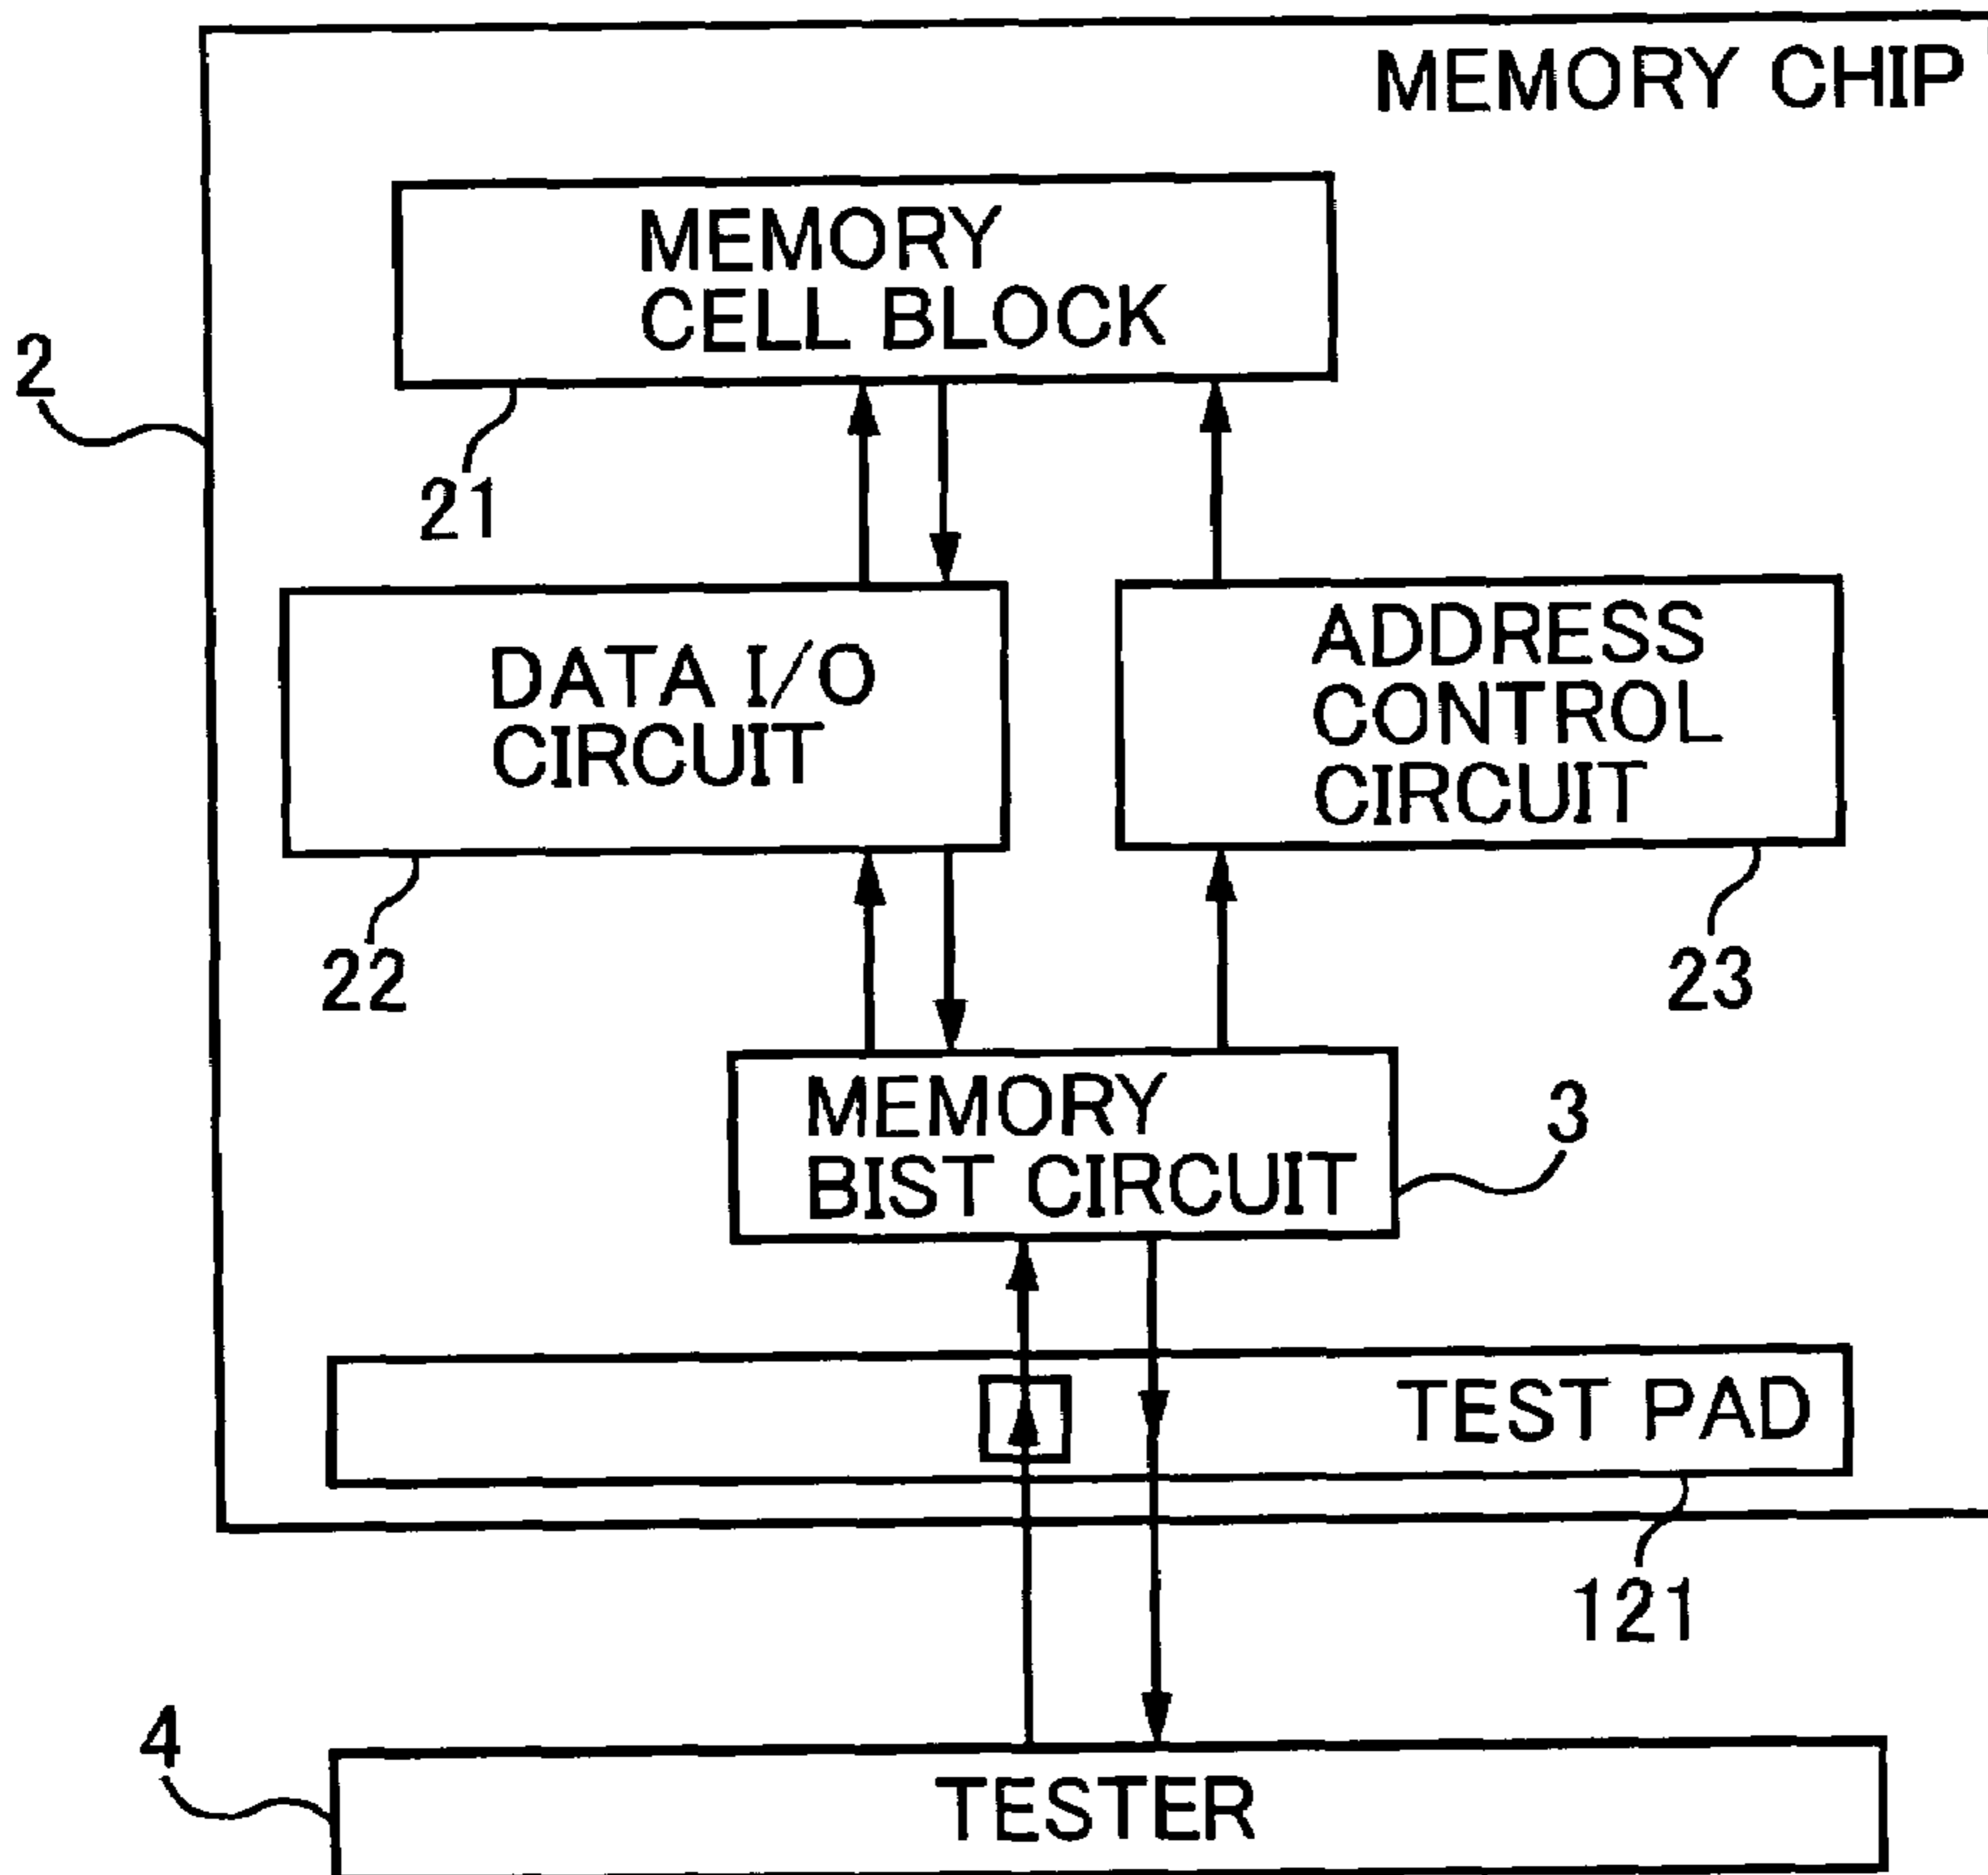 MEMORY CHIP
MEMORY
CELL BLOCK
2
21
DATA I/O
CIRCUIT
ADDRESS
CONTROL
CIRCUIT
22
23
MEMORY
BIST CIRCUIT
3
TEST PAD
121
4
TESTER